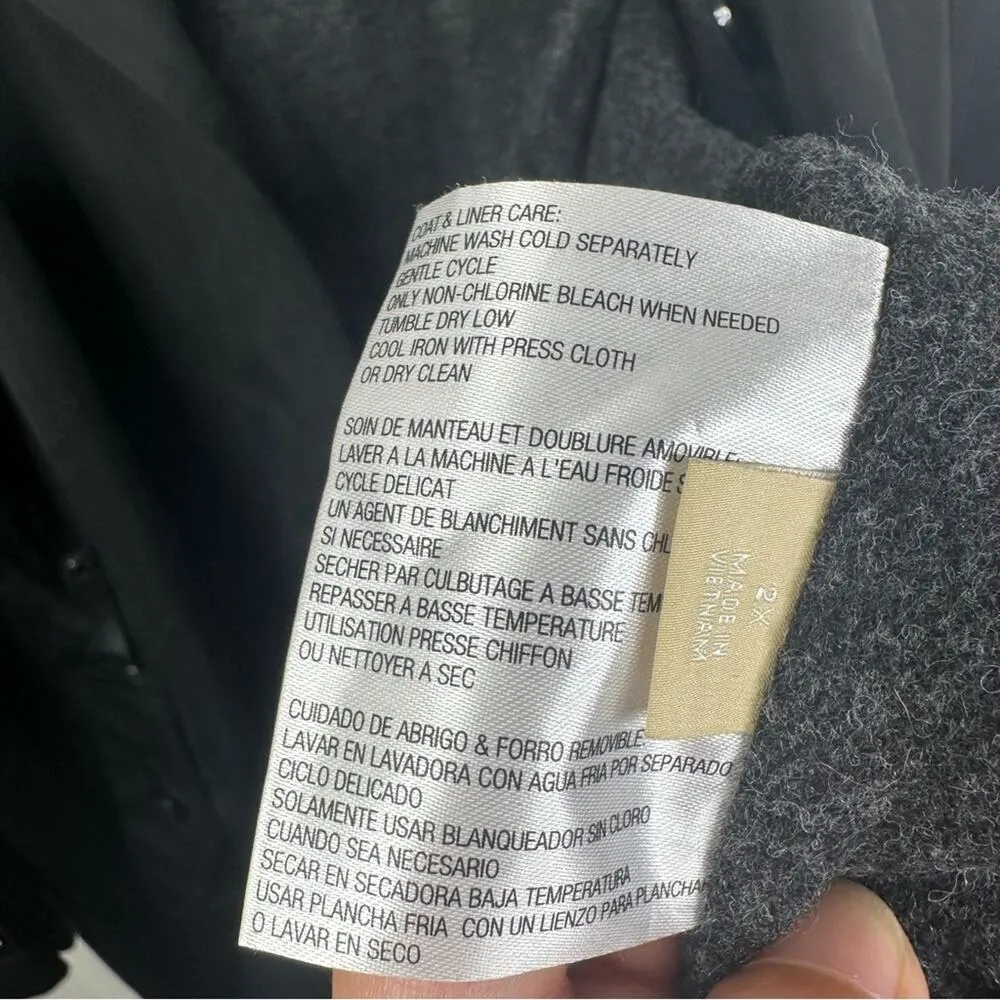 COAT & LINER CARE:
MACHINE WASH COLD SEPARATELY
GENTLE CYCLE
ONLY NON-CHLORINE BLEACH WHEN NEEDED
TUMBLE DRY LOW
COOL IRON WITH PRESS CLOTH
OR DRY CLEAN
SOIN DE MANTEAU ET DOUBLURE AMOVIBLE:
LAVER A LA MACHINE A L'EAU FROIDE S
CYCLE DELICAT
UN AGENT DE BLANCHIMENT SANS CHL
SI NECESSAIRE
SECHER PAR CULBUTAGE A BASSE TEM
REPASSER A BASSE TEMPERATURE
UTILISATION PRESSE CHIFFON
OU NETTOYER A SEC
CUIDADO DE ABRIGO & FORRO REMOVIBLE:
LAVAR EN LAVADORA CON AGUA FRIA POR SEPARADO
CICLO DELICADO
SOLAMENTE USAR BLANQUEADOR SIN CLORO
CUANDO SEA NECESARIO
SECAR EN SECADORA BAJA TEMPERATURA
USAR PLANCHA FRIA CON UN LIENZO PARA PLANCHAR
O LAVAR EN SECO
2X
MADE IN
VIETNAM